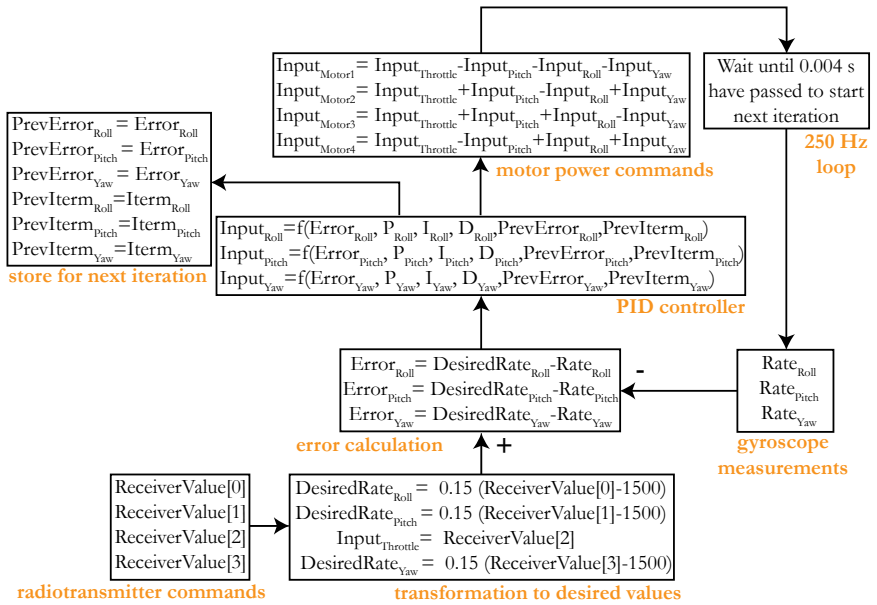 Input_Motor1= Input_Throttle-Input_Pitch-Input_Roll-Input_Yaw
Input_Motor2= Input_Throttle+Input_Pitch-Input_Roll+Input_Yaw
Input_Motor3= Input_Throttle+Input_Pitch+Input_Roll-Input_Yaw
Input_Motor4= Input_Throttle-Input_Pitch+Input_Roll+Input_Yaw
motor power commands
Wait until 0.004 s
have passed to start
next iteration
250 Hz
loop
PrevError_Roll= Error_Roll
PrevError_Pitch= Error_Pitch
PrevError_Yaw= Error_Yaw
PrevIterm_Roll=Iterm_Roll
PrevIterm_Pitch=Iterm_Pitch
PrevIterm_Yaw=Iterm_Yaw
store for next iteration
Input_Roll=f(Error_Roll, P_Roll, I_Roll, D_Roll,PrevError_Roll,PrevIterm_Roll)
Input_Pitch=f(Error_Pitch, P_Pitch, I_Pitch, D_Pitch,PrevError_Pitch,PrevIterm_Pitch)
Input_Yaw=f(Error_Yaw, P_Yaw, I_Yaw, D_Yaw,PrevError_Yaw,PrevIterm_Yaw)
PID controller
Error_Roll= DesiredRate_Roll-Rate_Roll
Error_Pitch= DesiredRate_Pitch-Rate_Pitch
Error_Yaw= DesiredRate_Yaw-Rate_Yaw
error calculation
-
+
Rate_Roll
Rate_Pitch
Rate_Yaw
gyroscope
measurements
ReceiverValue[0]
ReceiverValue[1]
ReceiverValue[2]
ReceiverValue[3]
radiotransmitter commands
DesiredRate_Roll= 0.15 (ReceiverValue[0]-1500)
DesiredRate_Pitch= 0.15 (ReceiverValue[1]-1500)
Input_Throttle= ReceiverValue[2]
DesiredRate_Yaw= 0.15 (ReceiverValue[3]-1500)
transformation to desired values